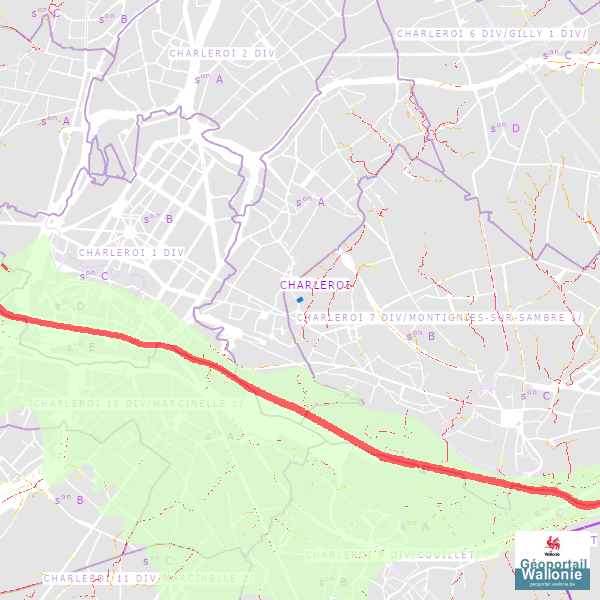 sᵒⁿ C
sᵒⁿ B
CHARLEROI 6 DIV/GILLY 1 DIV/
CHARLEROI 2 DIV
sᵒⁿ C
sᵒⁿ A
sᵒⁿ A
sᵒⁿ D
sᵒⁿ A
sᵒⁿ B
CHARLEROI 1 DIV
sᵒⁿ C
CHARLEROI
sᵒⁿ D
CHARLEROI 7 DIV/MONTIGNIES-SUR-SAMBRE 1/
sᵒⁿ B
sᵒⁿ E
sᵒⁿ C
CHARLEROI 10 DIV/MARCINELLE 1/
sᵒⁿ A
sᵒⁿ B
sᵒⁿ C
sᵒⁿ A
DIV/COUILLET/
CHARLEROI 11 DIV/MARCINELLE 2/
sᵒⁿ B
Wallonie
Géoportail
Wallonie
geoportail.wallonie.be